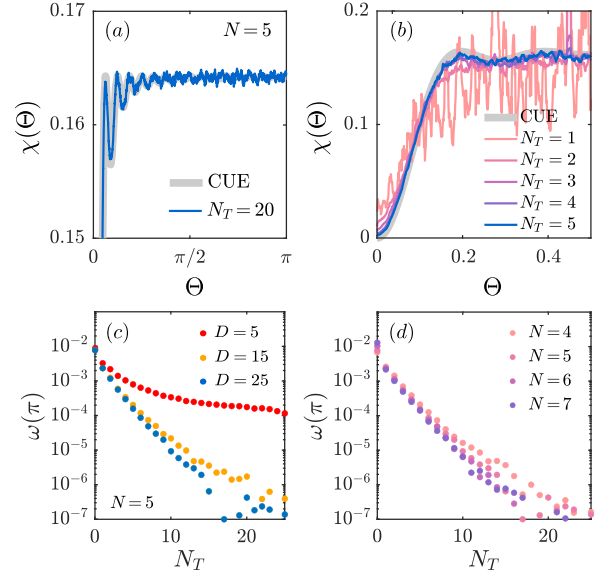 (a)
N = 5
0.17
0.16
0.15
χ(Θ)
CUE
N_T = 20
0
π/2
π
Θ
(b)
0.2
0.1
0
χ(Θ)
CUE
N_T = 1
N_T = 2
N_T = 3
N_T = 4
N_T = 5
0
0.2
0.4
Θ
(c)
D = 5
D = 15
D = 25
10^{-2}
10^{-3}
10^{-4}
10^{-5}
10^{-6}
10^{-7}
ω(π)
N = 5
0
10
20
N_T
(d)
N = 4
N = 5
N = 6
N = 7
10^{-2}
10^{-3}
10^{-4}
10^{-5}
10^{-6}
10^{-7}
ω(π)
0
10
20
N_T